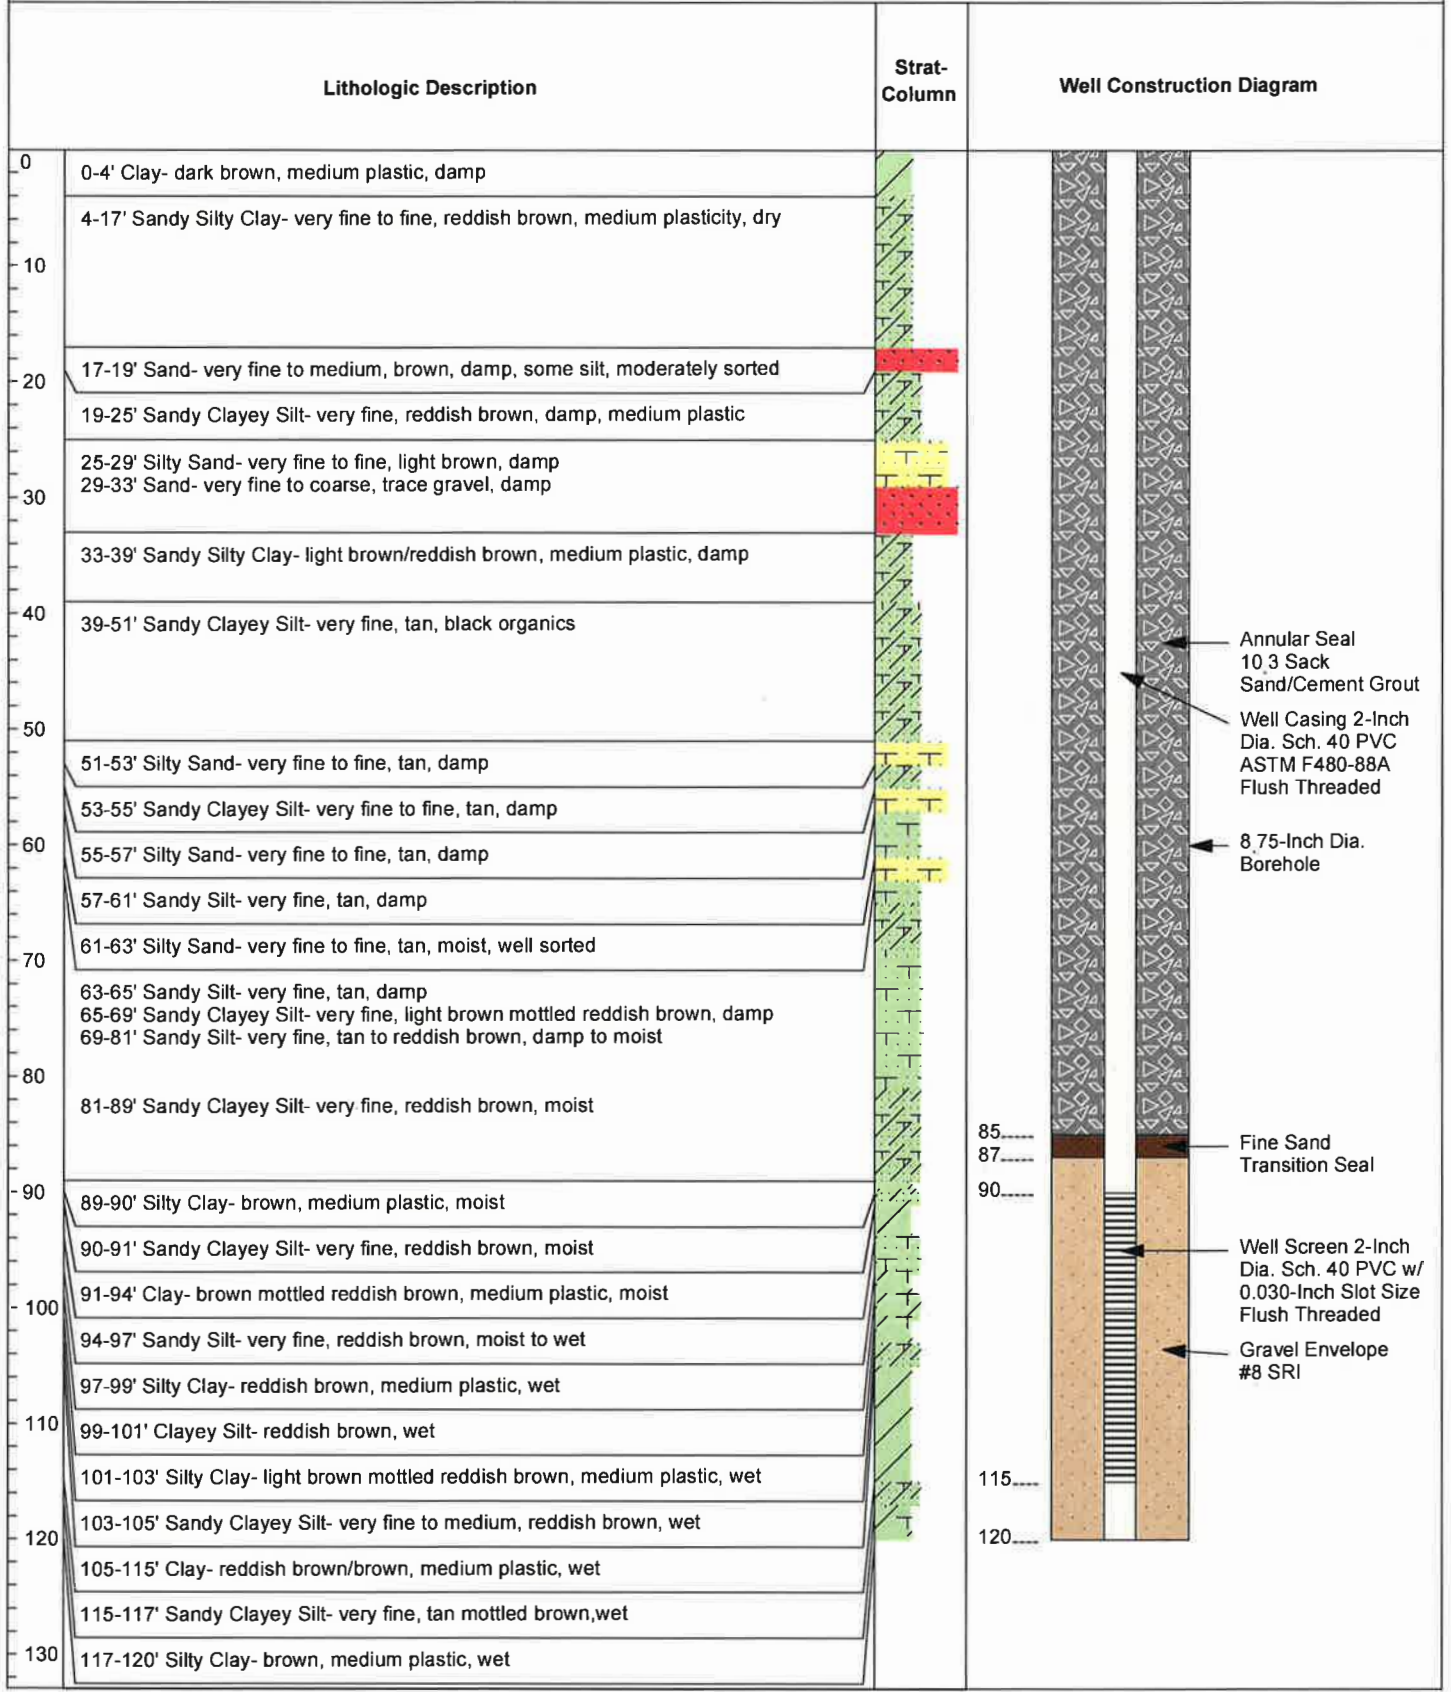 Lithologic Description
Strat-
Column
Well Construction Diagram
0
10
20
30
40
50
60
70
80
90
100
110
120
130
0-4' Clay- dark brown, medium plastic, damp
4-17' Sandy Silty Clay- very fine to fine, reddish brown, medium plasticity, dry
17-19' Sand- very fine to medium, brown, damp, some silt, moderately sorted
19-25' Sandy Clayey Silt- very fine, reddish brown, damp, medium plastic
25-29' Silty Sand- very fine to fine, light brown, damp
29-33' Sand- very fine to coarse, trace gravel, damp
33-39' Sandy Silty Clay- light brown/reddish brown, medium plastic, damp
39-51' Sandy Clayey Silt- very fine, tan, black organics
51-53' Silty Sand- very fine to fine, tan, damp
53-55' Sandy Clayey Silt- very fine to fine, tan, damp
55-57' Silty Sand- very fine to fine, tan, damp
57-61' Sandy Silt- very fine, tan, damp
61-63' Silty Sand- very fine to fine, tan, moist, well sorted
63-65' Sandy Silt- very fine, tan, damp
65-69' Sandy Clayey Silt- very fine, light brown mottled reddish brown, damp
69-81' Sandy Silt- very fine, tan to reddish brown, damp to moist
81-89' Sandy Clayey Silt- very fine, reddish brown, moist
89-90' Silty Clay- brown, medium plastic, moist
90-91' Sandy Clayey Silt- very fine, reddish brown, moist
91-94' Clay- brown mottled reddish brown, medium plastic, moist
94-97' Sandy Silt- very fine, reddish brown, moist to wet
97-99' Silty Clay- reddish brown, medium plastic, wet
99-101' Clayey Silt- reddish brown, wet
101-103' Silty Clay- light brown mottled reddish brown, medium plastic, wet
103-105' Sandy Clayey Silt- very fine to medium, reddish brown, wet
105-115' Clay- reddish brown/brown, medium plastic, wet
115-117' Sandy Clayey Silt- very fine, tan mottled brown,wet
117-120' Silty Clay- brown, medium plastic, wet
85
87
90
115
120
Annular Seal
10.3 Sack
Sand/Cement Grout
Well Casing 2-Inch
Dia. Sch. 40 PVC
ASTM F480-88A
Flush Threaded
8.75-Inch Dia.
Borehole
Fine Sand
Transition Seal
Well Screen 2-Inch
Dia. Sch. 40 PVC w/
0.030-Inch Slot Size
Flush Threaded
Gravel Envelope
#8 SRI